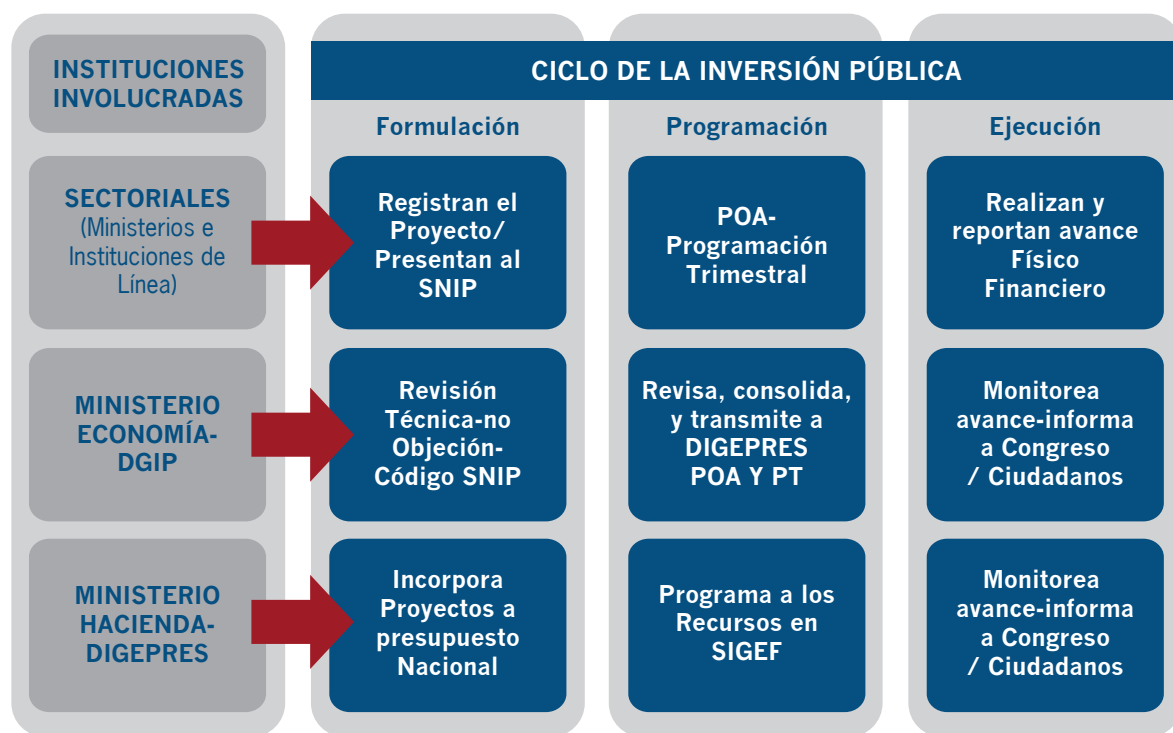 INSTITUCIONES
INVOLUCRADAS
CICLO DE LA INVERSIÓN PÚBLICA
Formulación
Programación
Ejecución
SECTORIALES
(Ministerios e
Instituciones de
Línea)
Registran el
Proyecto/
Presentan al
SNIP
POA-
Programación
Trimestral
Realizan y
reportan avance
Físico
Financiero
MINISTERIO
ECONOMÍA-
DGIP
Revisión
Técnica-no
Objeción-
Código SNIP
Revisa, consolida,
y transmite a
DIGEPRES
POA Y PT
Monitorea
avance-informa
a Congreso
/ Ciudadanos
MINISTERIO
HACIENDA-
DIGEPRES
Incorpora
Proyectos a
presupuesto
Nacional
Programa a los
Recursos en
SIGEF
Monitorea
avance-informa
a Congreso
/ Ciudadanos